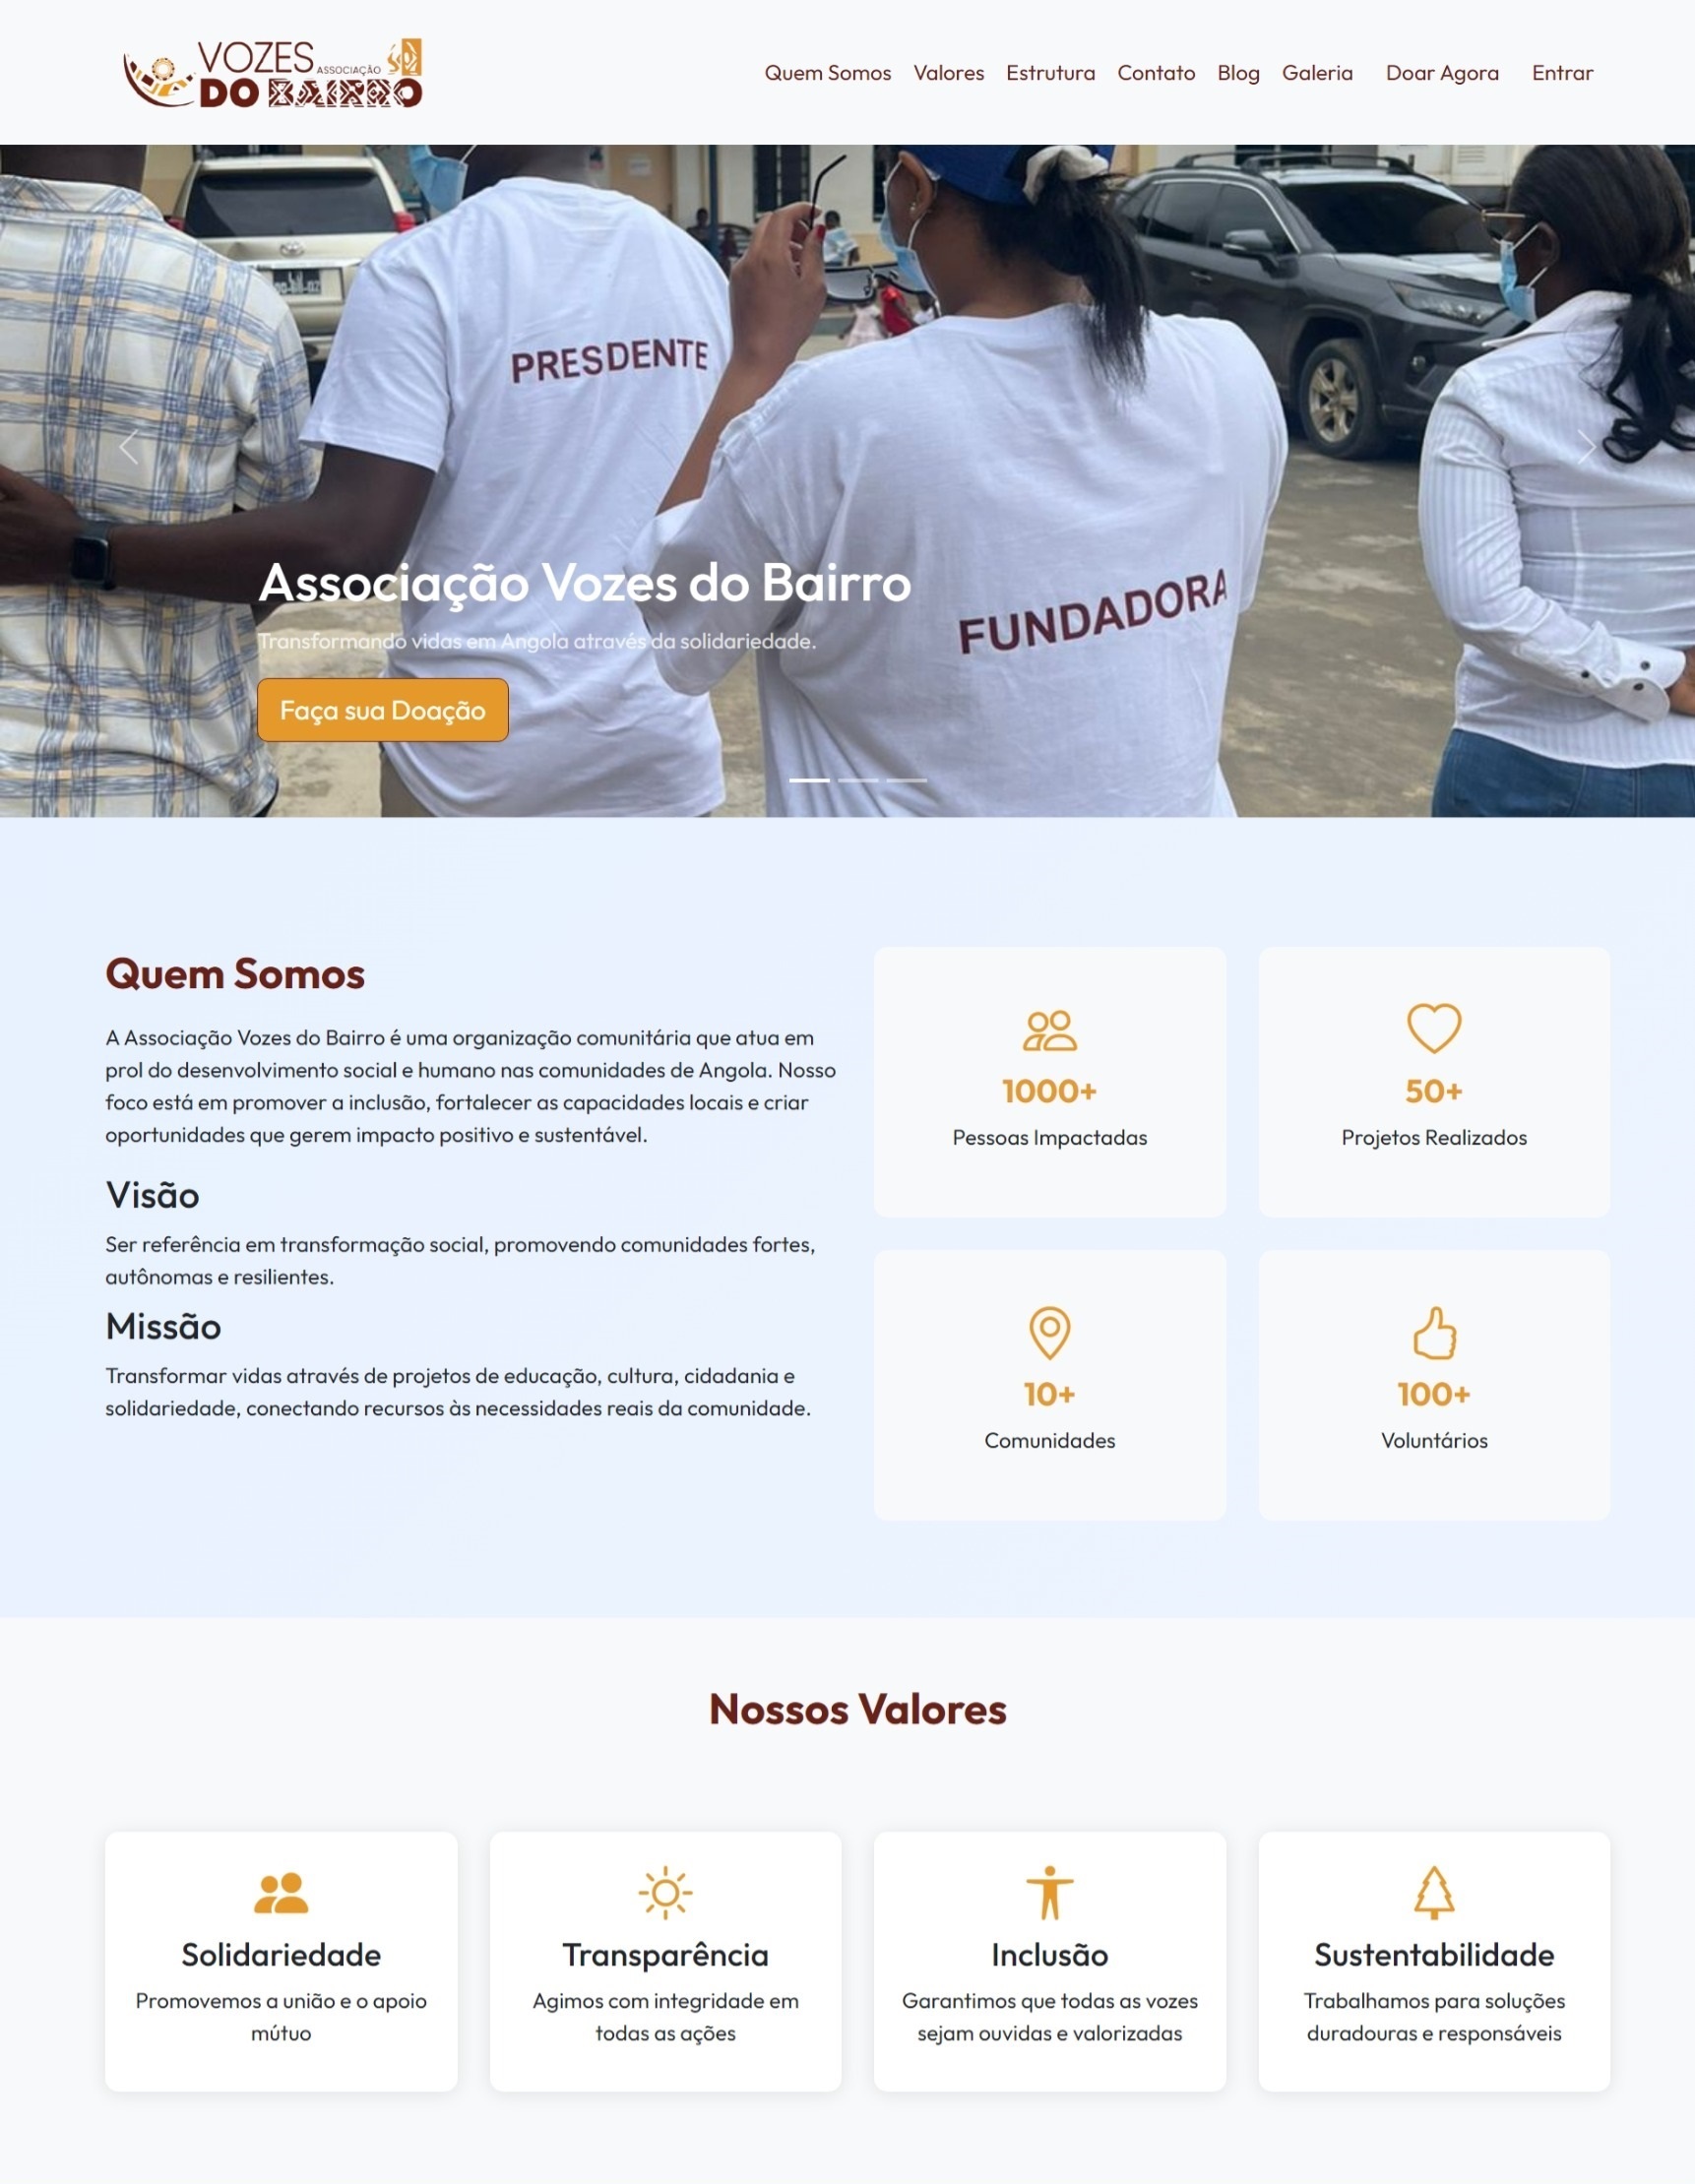 VOZES
ASSOCIAÇÃO
DO BAIRRO
Quem Somos Valores Estrutura Contato Blog Galeria Doar Agora Entrar
PRESDENTE
FUNDADORA
Associação Vozes do Bairro
Transformando vidas em Angola através da solidariedade.
Faça sua Doação
Quem Somos
A Associação Vozes do Bairro é uma organização comunitária que atua em
prol do desenvolvimento social e humano nas comunidades de Angola. Nosso
foco está em promover a inclusão, fortalecer as capacidades locais e criar
oportunidades que gerem impacto positivo e sustentável.
Visão
Ser referência em transformação social, promovendo comunidades fortes,
autônomas e resilientes.
Missão
Transformar vidas através de projetos de educação, cultura, cidadania e
solidariedade, conectando recursos às necessidades reais da comunidade.
1000+
Pessoas Impactadas
50+
Projetos Realizados
10+
Comunidades
100+
Voluntários
Nossos Valores
Solidariedade
Promovemos a união e o apoio
mútuo
Transparência
Agimos com integridade em
todas as ações
Inclusão
Garantimos que todas as vozes
sejam ouvidas e valorizadas
Sustentabilidade
Trabalhamos para soluções
duradouras e responsáveis